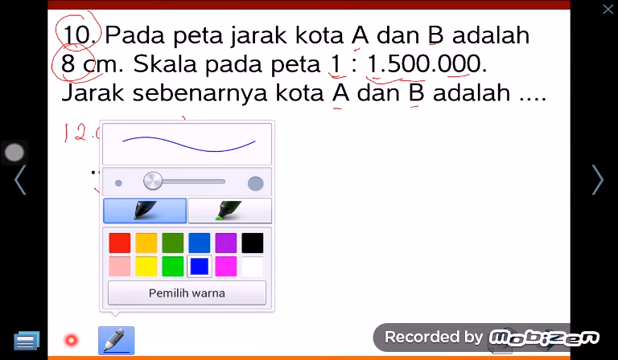 10. Pada peta jarak kota A dan B adalah
8 cm. Skala pada peta 1 : 1.500.000.
Jarak sebenarnya kota A dan B adalah ....
12.
Pemilih warna
Recorded by MOBIZEN